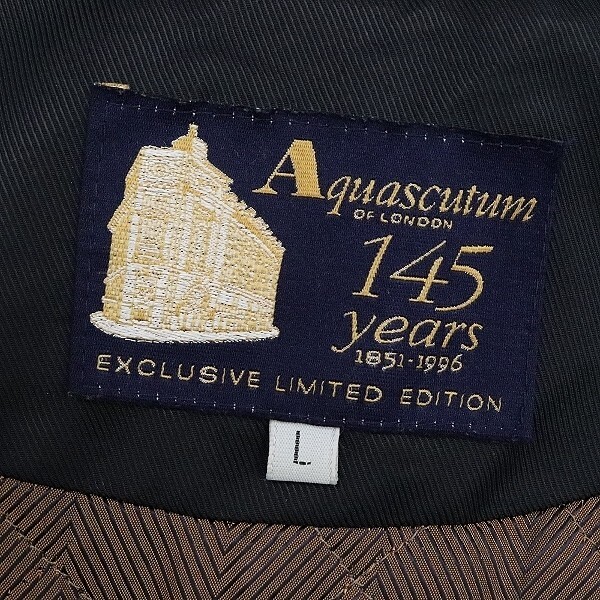 Aquascutum
OF LONDON
145
years
1851-1996
EXCLUSIVE LIMITED EDITION
L